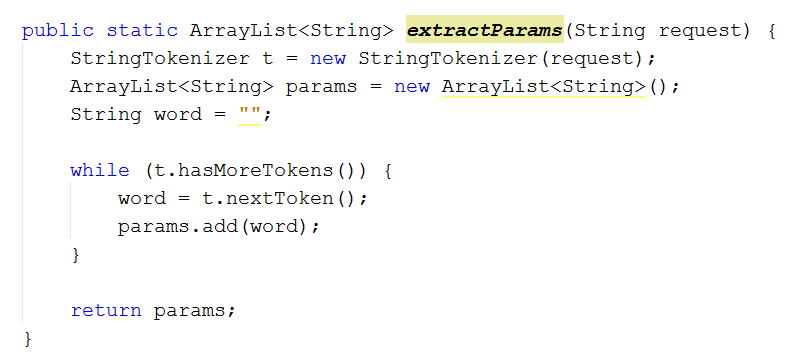 public static ArrayList<String> extractParams(String request) {
    StringTokenizer t = new StringTokenizer(request);
    ArrayList<String> params = new ArrayList<String>();
    String word = "";

    while (t.hasMoreTokens()) {
        word = t.nextToken();
        params.add(word);
    }

    return params;
}